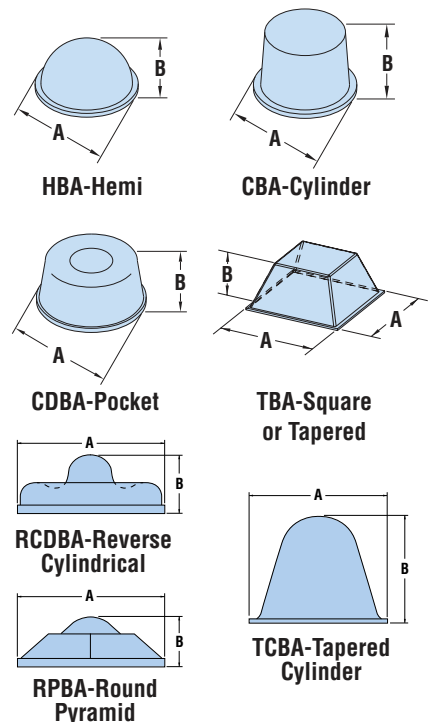 B
A
HBA-Hemi
B
A
CBA-Cylinder
B
A
CDBA-Pocket
B
A
A
TBA-Square
or Tapered
A
B
RCDBA-Reverse
Cylindrical
A
B
RPBA-Round
Pyramid
A
B
TCBA-Tapered
Cylinder